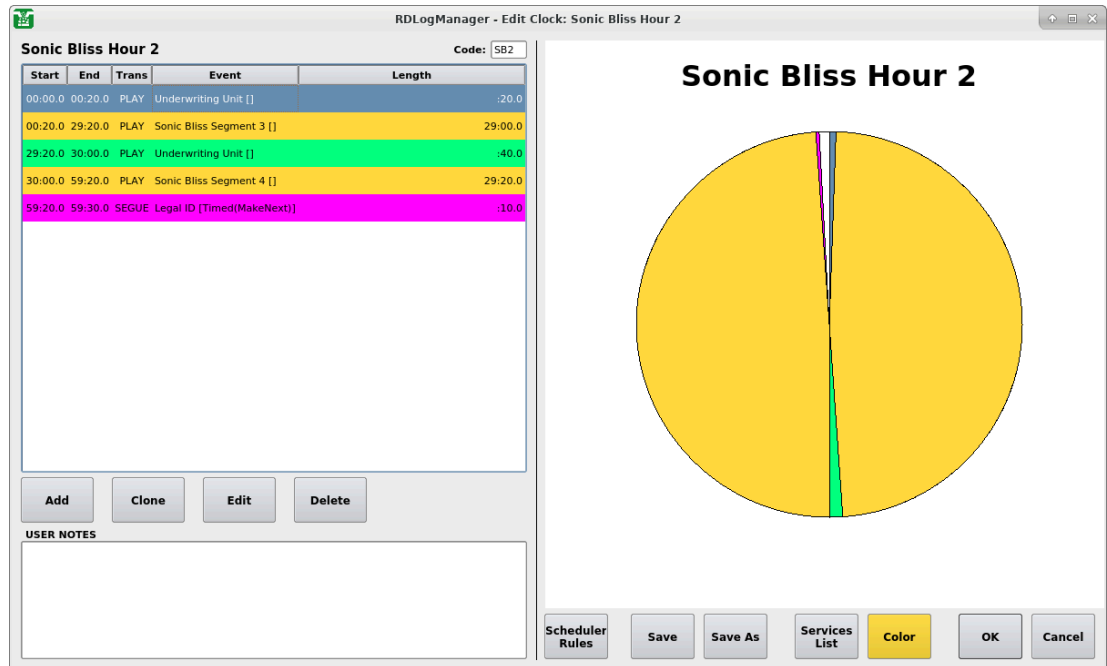 RDLogManager - Edit Clock: Sonic Bliss Hour 2
Sonic Bliss Hour 2
Code: SB2
Start End Trans Event Length
00:00.0 00:20.0 PLAY Underwriting Unit [] :20.0
00:20.0 29:20.0 PLAY Sonic Bliss Segment 3 [] 29:00.0
29:20.0 30:00.0 PLAY Underwriting Unit [] :40.0
30:00.0 59:20.0 PLAY Sonic Bliss Segment 4 [] 29:20.0
59:20.0 59:30.0 SEGUE Legal ID [Timed(MakeNext)] :10.0
Add Clone Edit Delete
USER NOTES
Sonic Bliss Hour 2
Scheduler
Rules
Save
Save As
Services
List
Color
OK
Cancel